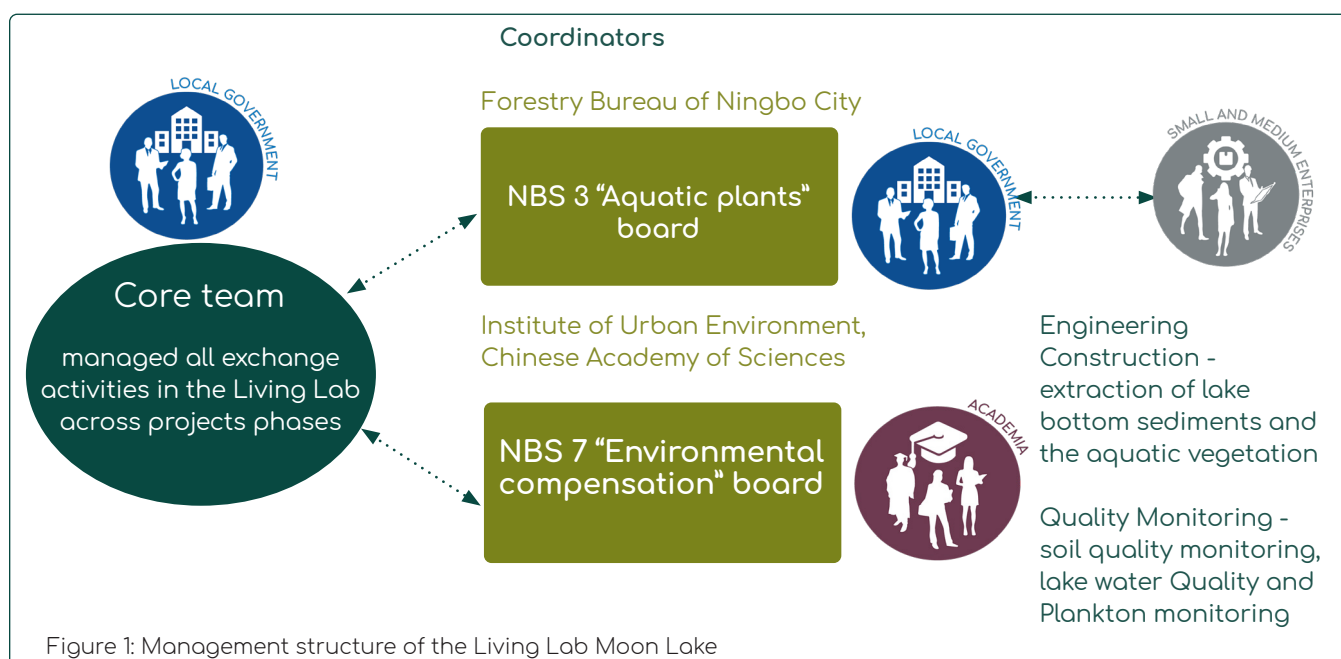 Coordinators
LOCAL GOVERNMENT
Core team
managed all exchange
activities in the Living Lab
across projects phases
Forestry Bureau of Ningbo City
NBS 3 “Aquatic plants”
board
LOCAL GOVERNMENT
SMALL AND MEDIUM ENTERPRISES
Institute of Urban Environment,
Chinese Academy of Sciences
NBS 7 “Environmental
compensation” board
ACADEMIA
Engineering
Construction -
extraction of lake
bottom sediments and
the aquatic vegetation
Quality Monitoring -
soil quality monitoring,
lake water Quality and
Plankton monitoring
Figure 1: Management structure of the Living Lab Moon Lake